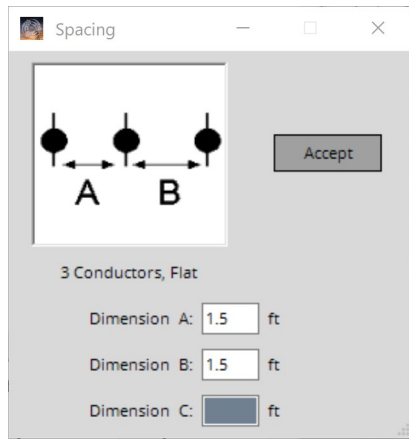 Spacing
A B
Accept
3 Conductors, Flat
Dimension A: 1.5 ft
Dimension B: 1.5 ft
Dimension C: ft